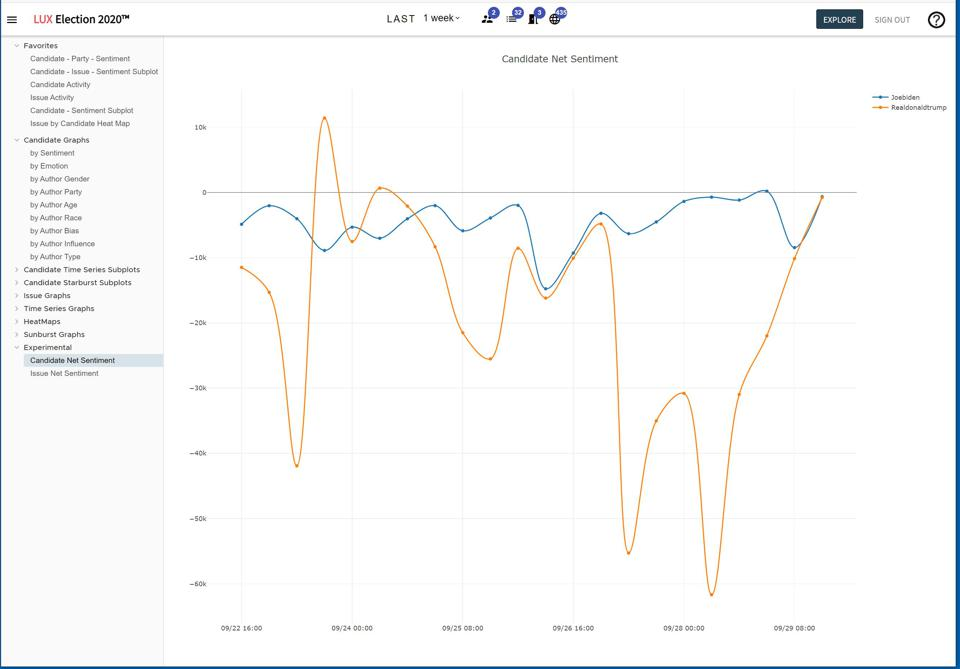 LUX Election 2020™
LAST 1 week
2
32
3
435
EXPLORE
SIGN OUT
?
Favorites
Candidate - Party - Sentiment
Candidate - Issue - Sentiment Subplot
Candidate Activity
Issue Activity
Candidate - Sentiment Subplot
Issue by Candidate Heat Map
Candidate Graphs
by Sentiment
by Emotion
by Author Gender
by Author Party
by Author Age
by Author Race
by Author Bias
by Author Influence
by Author Type
Candidate Time Series Subplots
Candidate Starburst Subplots
Issue Graphs
Time Series Graphs
HeatMaps
Sunburst Graphs
Experimental
Candidate Net Sentiment
Issue Net Sentiment
Candidate Net Sentiment
Joebiden
Realdonaldtrump
10k
0
−10k
−20k
−30k
−40k
−50k
−60k
09/22 16:00
09/24 00:00
09/25 08:00
09/26 16:00
09/28 00:00
09/29 08:00